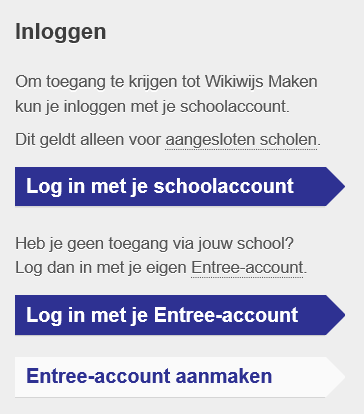 Inloggen
Om toegang te krijgen tot Wikiwijs Maken
kun je inloggen met je schoolaccount.
Dit geldt alleen voor aangesloten scholen.
Log in met je schoolaccount
Heb je geen toegang via jouw school?
Log dan in met je eigen Entree-account.
Log in met je Entree-account
Entree-account aanmaken